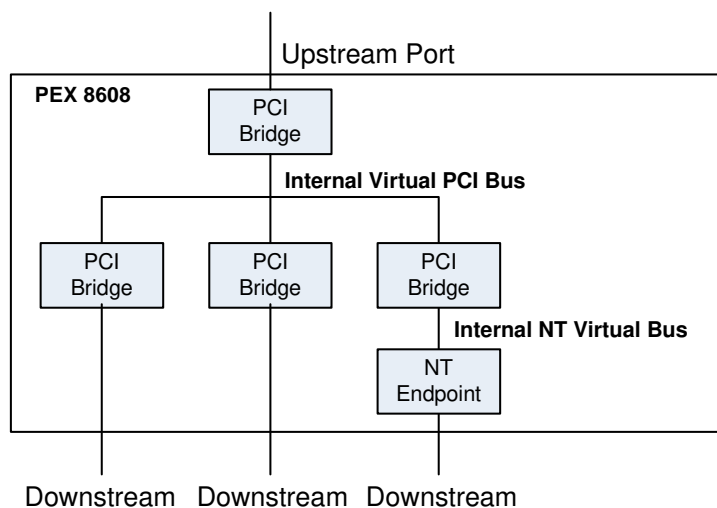 Upstream Port
PEX 8608
PCI
Bridge
Internal Virtual PCI Bus
PCI
Bridge
PCI
Bridge
PCI
Bridge
Internal NT Virtual Bus
NT
Endpoint
Downstream
Downstream
Downstream